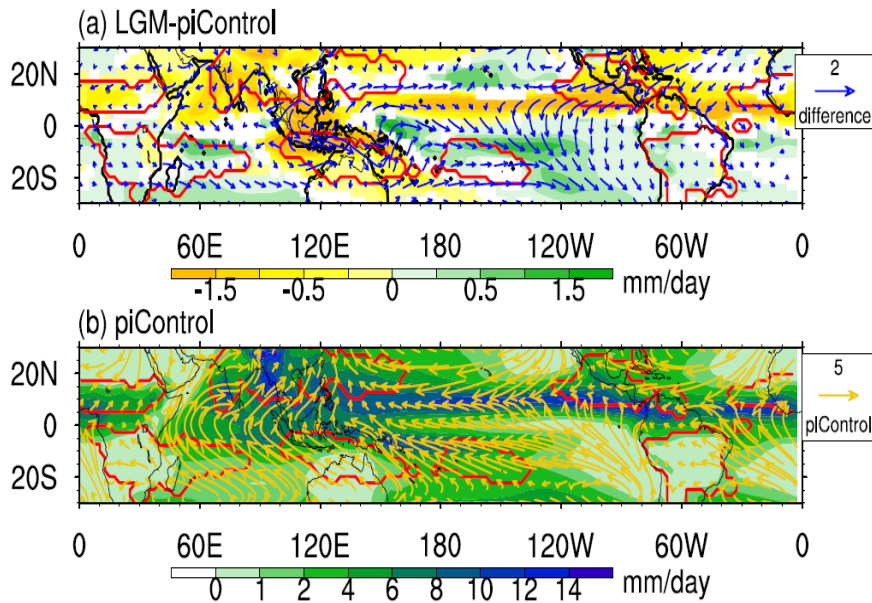 (a) LGM-piControl
20N
0
20S
2
difference
0 60E 120E 180 120W 60W 0
-1.5 -0.5 0 0.5 1.5 mm/day
(b) piControl
20N
0
20S
5
pIControl
0 60E 120E 180 120W 60W 0
0 1 2 4 6 8 10 12 14 mm/day